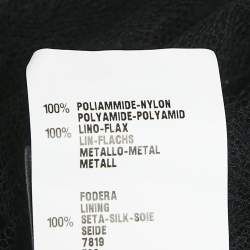 100% POLIAMMIDE-NYLON
POLYAMIDE-POLYAMID
100% LINO-FLAX
LIN-FLACHS
METALLO-METAL
METALL
FODERA
LINING
100% SETA-SILK-SOIE
SEIDE
7819